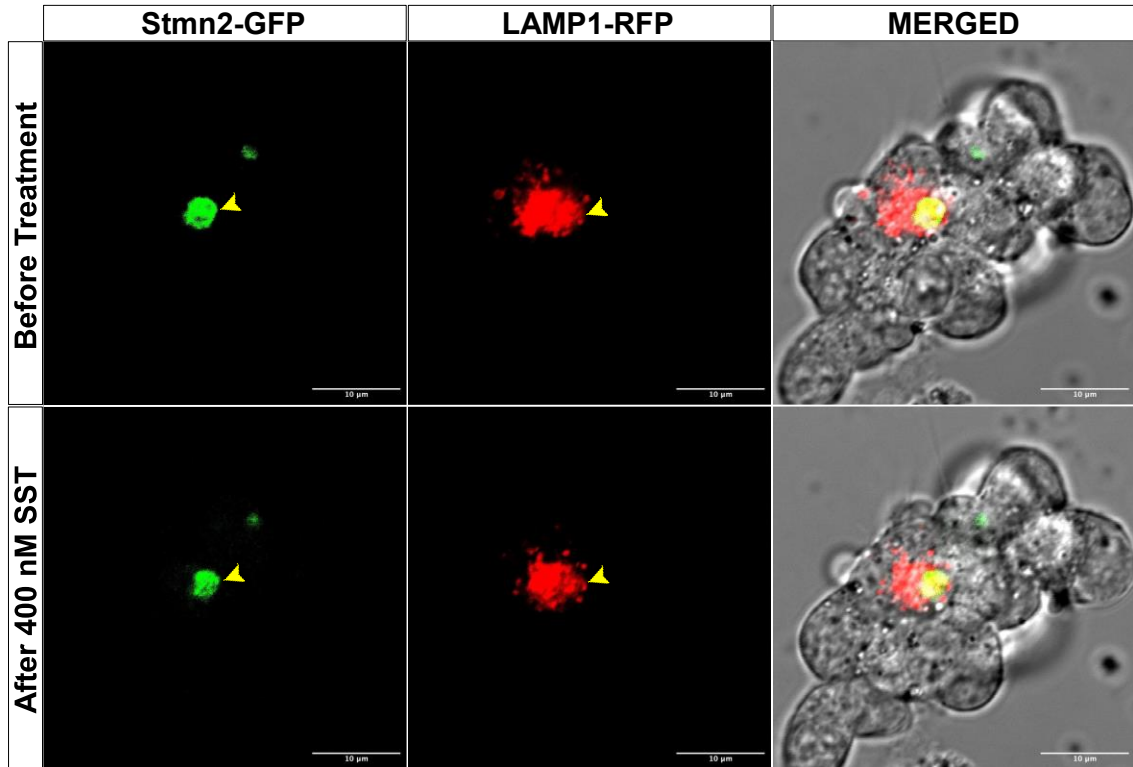 Stmn2-GFP
LAMP1-RFP
MERGED
Before Treatment
10 µm
10 µm
10 µm
After 400 nM SST
10 µm
10 µm
10 µm